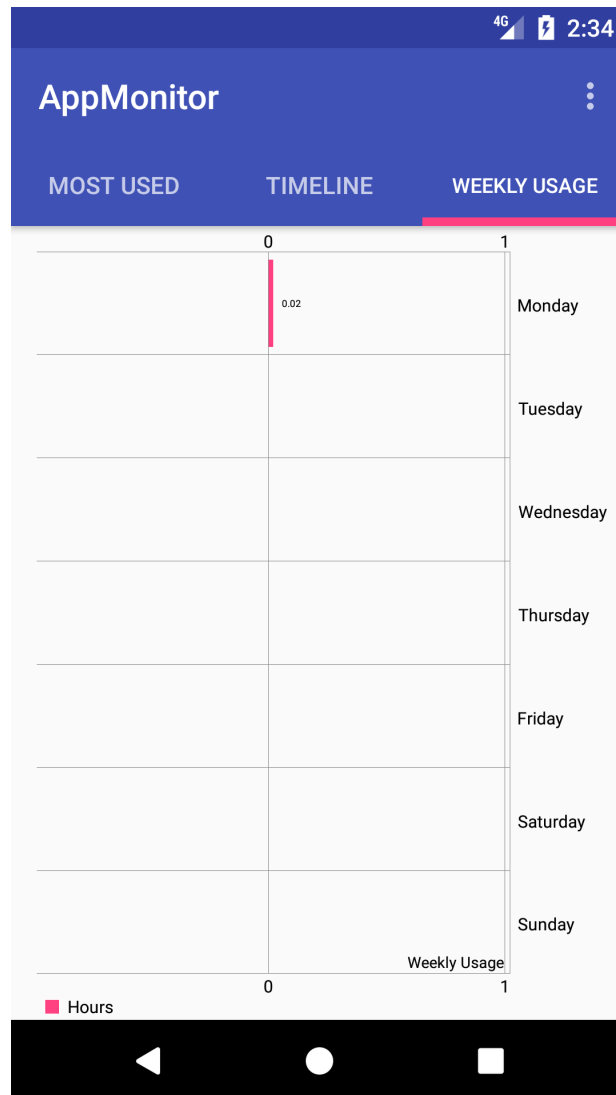 4G 2:34
AppMonitor
MOST USED TIMELINE WEEKLY USAGE
0 1
0.02 Monday
Tuesday
Wednesday
Thursday
Friday
Saturday
Sunday
Weekly Usage
0 1
Hours